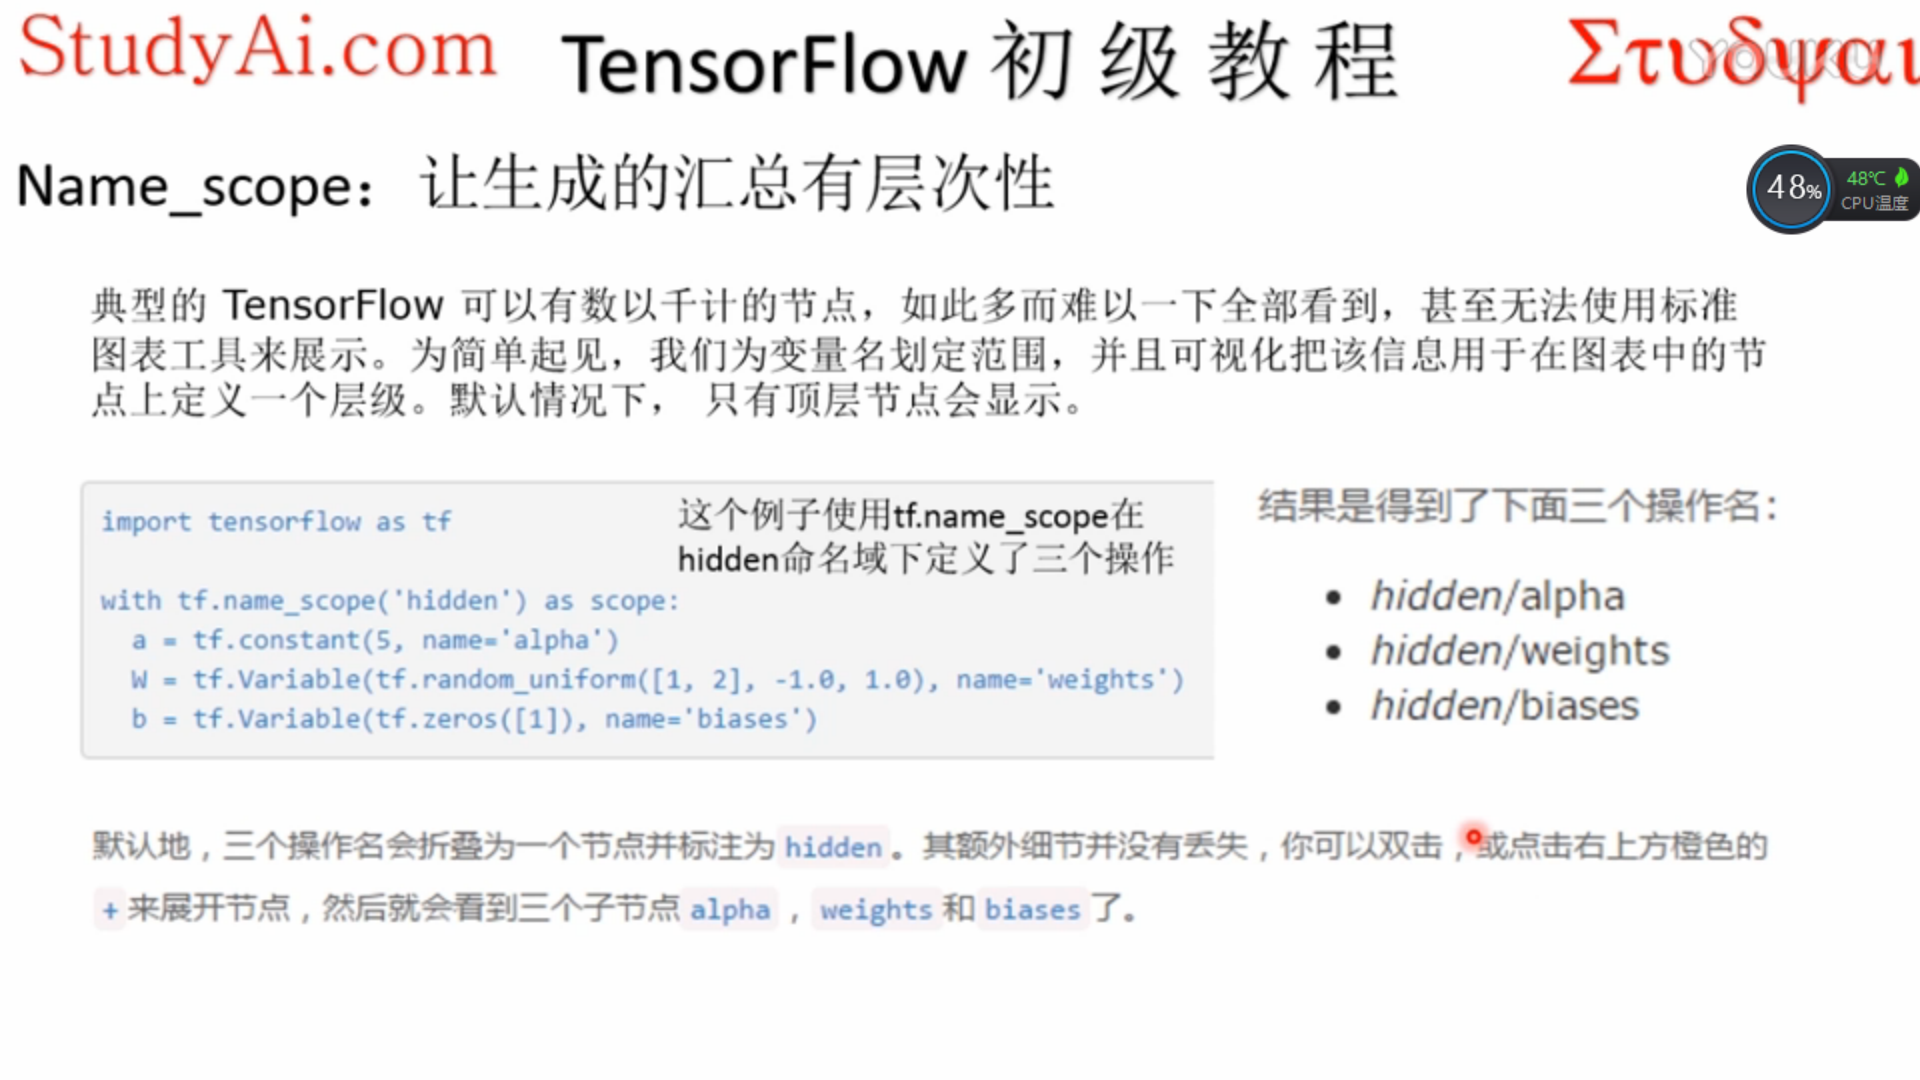 StudyAi.com
TensorFlow 初级教程
Στυδψαι
YOUKU
Name_scope： 让生成的汇总有层次性
48%
48℃
CPU温度
典型的 TensorFlow 可以有数以千计的节点，如此多而难以一下全部看到，甚至无法使用标准
图表工具来展示。为简单起见，我们为变量名划定范围，并且可视化把该信息用于在图表中的节
点上定义一个层级。默认情况下， 只有顶层节点会显示。
import tensorflow as tf
这个例子使用tf.name_scope在
hidden命名域下定义了三个操作
with tf.name_scope('hidden') as scope:
a = tf.constant(5, name='alpha')
W = tf.Variable(tf.random_uniform([1, 2], -1.0, 1.0), name='weights')
b = tf.Variable(tf.zeros([1]), name='biases')
结果是得到了下面三个操作名：
• hidden/alpha
• hidden/weights
• hidden/biases
默认地，三个操作名会折叠为一个节点并标注为 hidden 。其额外细节并没有丢失，你可以双击，或点击右上方橙色的
+ 来展开节点，然后就会看到三个子节点 alpha ， weights 和 biases 了。